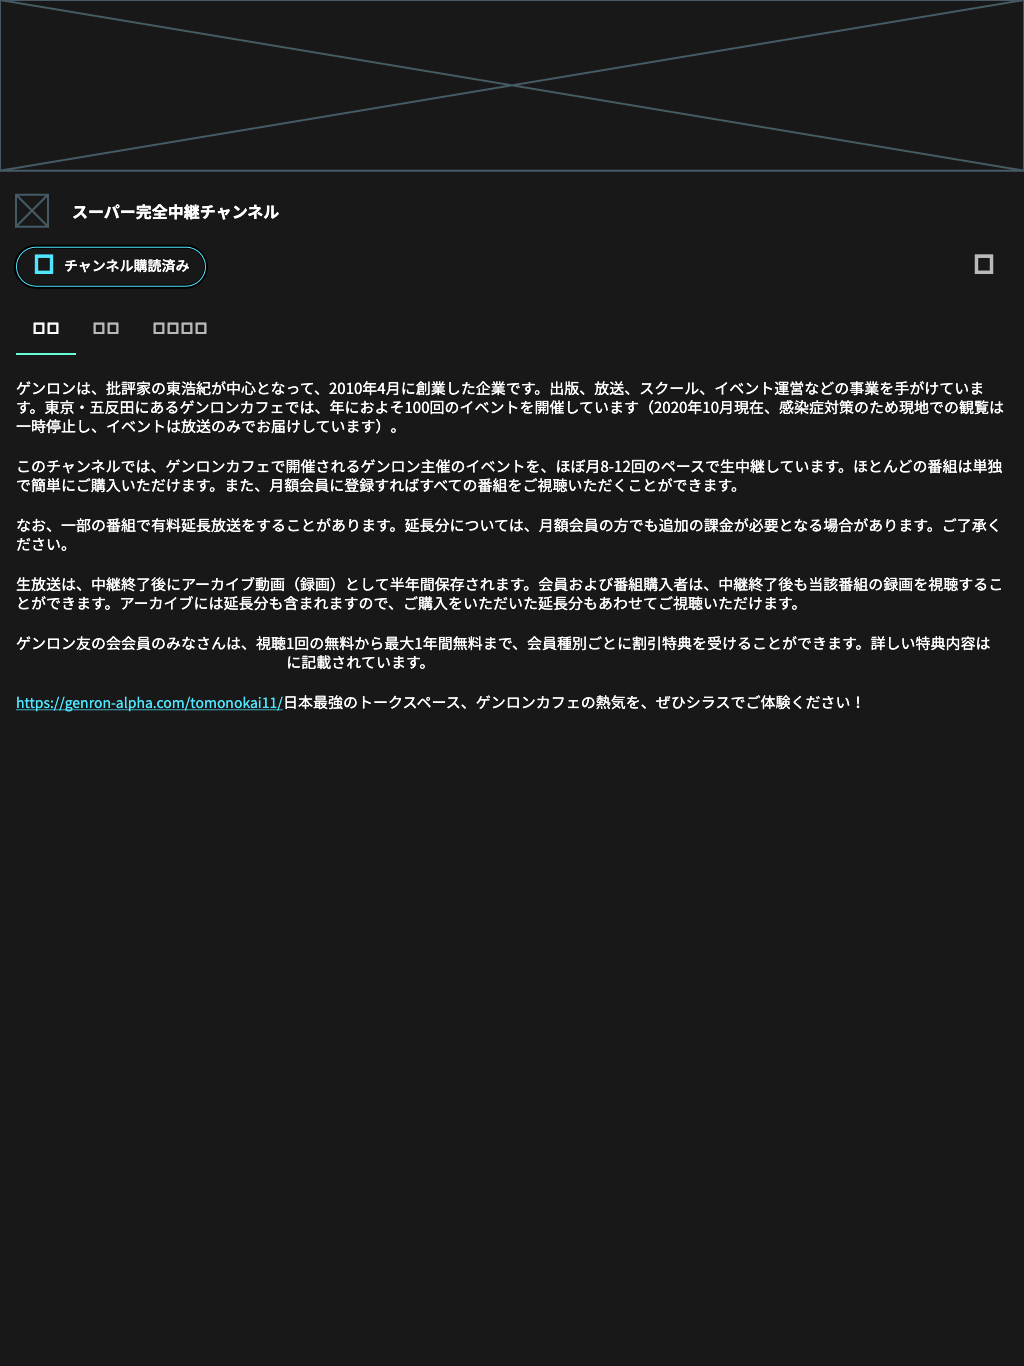 スーパー完全中継チャンネル
チャンネル購読済み
ゲンロンは、批評家の東浩紀が中心となって、2010年4月に創業した企業です。出版、放送、スクール、イベント運営などの事業を手がけていま
す。東京・五反田にあるゲンロンカフェでは、年におよそ100回のイベントを開催しています（2020年10月現在、感染症対策のため現地での観覧は
一時停止し、イベントは放送のみでお届けしています）。
このチャンネルでは、ゲンロンカフェで開催されるゲンロン主催のイベントを、ほぼ月8-12回のペースで生中継しています。ほとんどの番組は単独
で簡単にご購入いただけます。また、月額会員に登録すればすべての番組をご視聴いただくことができます。
なお、一部の番組で有料延長放送をすることがあります。延長分については、月額会員の方でも追加の課金が必要となる場合があります。ご了承く
ださい。
生放送は、中継終了後にアーカイブ動画（録画）として半年間保存されます。会員および番組購入者は、中継終了後も当該番組の録画を視聴するこ
とができます。アーカイブには延長分も含まれますので、ご購入をいただいた延長分もあわせてご視聴いただけます。
ゲンロン友の会会員のみなさんは、視聴1回の無料から最大1年間無料まで、会員種別ごとに割引特典を受けることができます。詳しい特典内容は
に記載されています。
https://genron-alpha.com/tomonokai11/日本最強のトークスペース、ゲンロンカフェの熱気を、ぜひシラスでご体験ください！